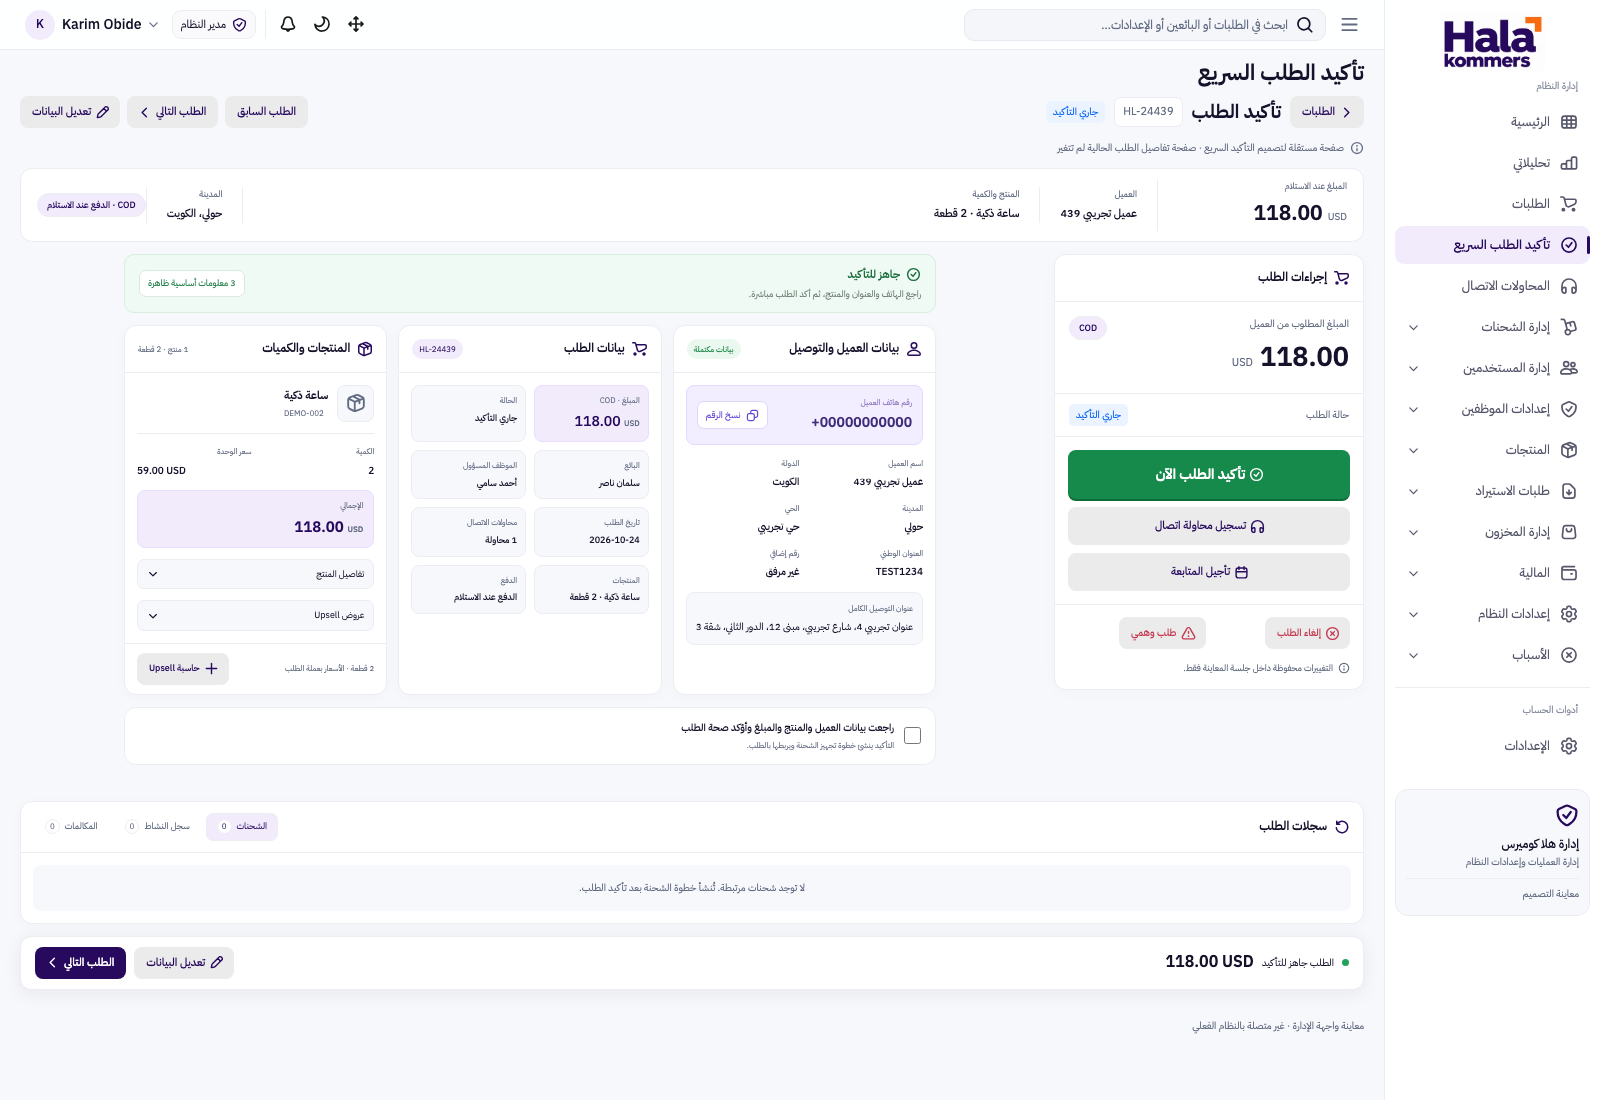 Hala
kommers
إدارة النظام
الرئيسية
تحليلاتي
الطلبات
تأكيد الطلب السريع
المحاولات الاتصال
إدارة الشحنات
إدارة المستخدمين
إعدادات الموظفين
المنتجات
طلبات الاستيراد
إدارة المخزون
المالية
إعدادات النظام
الأسباب
أدوات الحساب
الإعدادات
إدارة هلا كوميرس
إدارة العمليات وإعدادات النظام
معاينة التصميم
ابحث في الطلبات أو البائعين أو الإعدادات...
مدير النظام
Karim Obide
K
تأكيد الطلب السريع
الطلبات
تأكيد الطلب
HL-24439
جاري التأكيد
الطلب السابق
الطلب التالي
تعديل البيانات
صفحة مستقلة لتصميم التأكيد السريع · صفحة تفاصيل الطلب الحالية لم تتغير
المبلغ عند الاستلام
118.00 USD
العميل
عميل تجريبي 439
المنتج والكمية
ساعة ذكية · 2 قطعة
المدينة
حولي، الكويت
COD · الدفع عند الاستلام
إجراءات الطلب
المبلغ المطلوب من العميل
COD
118.00 USD
حالة الطلب
جاري التأكيد
تأكيد الطلب الآن
تسجيل محاولة اتصال
تأجيل المتابعة
إلغاء الطلب
طلب وهمي
التغييرات محفوظة داخل جلسة المعاينة فقط.
جاهز للتأكيد
راجع الهاتف والعنوان والمنتج، ثم أكد الطلب مباشرة.
3 معلومات أساسية ظاهرة
بيانات العميل والتوصيل
بيانات مكتملة
رقم هاتف العميل
+00000000000
نسخ الرقم
اسم العميل
عميل تجريبي 439
الدولة
الكويت
المدينة
حولي
الحي
حي تجريبي
العنوان الوطني
TEST1234
رقم إضافي
غير مرفق
عنوان التوصيل الكامل
عنوان تجريبي 4، شارع تجريبي، مبنى 12، الدور الثاني، شقة 3
بيانات الطلب
HL-24439
المبلغ · COD
118.00 USD
الحالة
جاري التأكيد
البائع
سلمان ناصر
الموظف المسؤول
أحمد سامي
تاريخ الطلب
2026-10-24
محاولات الاتصال
1 محاولة
المنتجات
ساعة ذكية · 2 قطعة
الدفع
الدفع عند الاستلام
المنتجات والكميات
1 منتج · 2 قطعة
ساعة ذكية
DEMO-002
الكمية
2
سعر الوحدة
59.00 USD
الإجمالي
118.00 USD
تفاصيل المنتج
عروض Upsell
2 قطعة · الأسعار بعملة الطلب
حاسبة Upsell
راجعت بيانات العميل والمنتج والمبلغ وأؤكد صحة الطلب
التأكيد ينشئ خطوة تجهيز الشحنة ويربطها بالطلب.
سجلات الطلب
الشحنات 0
سجل النشاط 0
المكالمات 0
لا توجد شحنات مرتبطة. تُنشأ خطوة الشحنة بعد تأكيد الطلب.
الطلب جاهز للتأكيد
118.00 USD
تعديل البيانات
الطلب التالي
معاينة واجهة الإدارة · غير متصلة بالنظام الفعلي